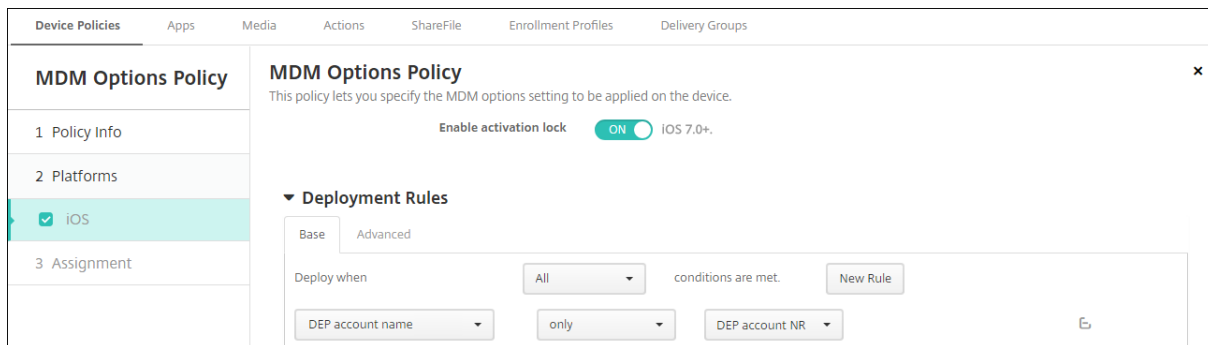 Device Policies Apps Media Actions ShareFile Enrollment Profiles Delivery Groups
MDM Options Policy
1 Policy Info
2 Platforms
iOS
3 Assignment
MDM Options Policy
This policy lets you specify the MDM options setting to be applied on the device.
Enable activation lock ON iOS 7.0+.
Deployment Rules
Base Advanced
Deploy when All conditions are met. New Rule
DEP account name only DEP account NR